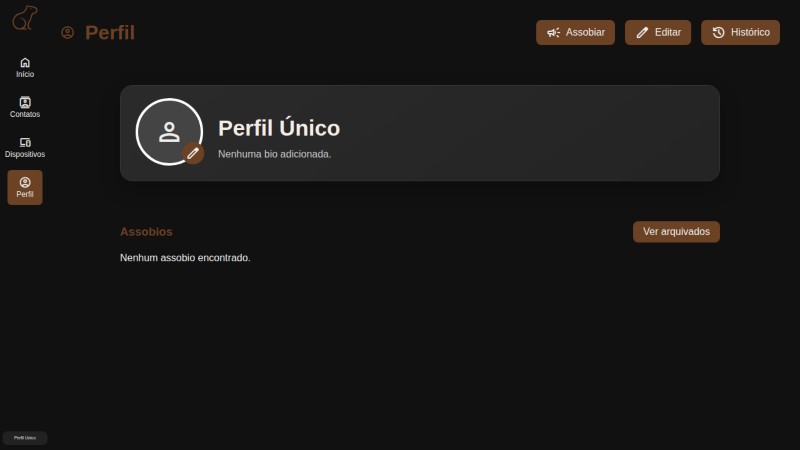 Perfil
Assobiar
Editar
Histórico
Início
Contatos
Dispositivos
Perfil
Perfil Único
Nenhuma bio adicionada.
Assobios
Ver arquivados
Nenhum assobio encontrado.
Perfil Único